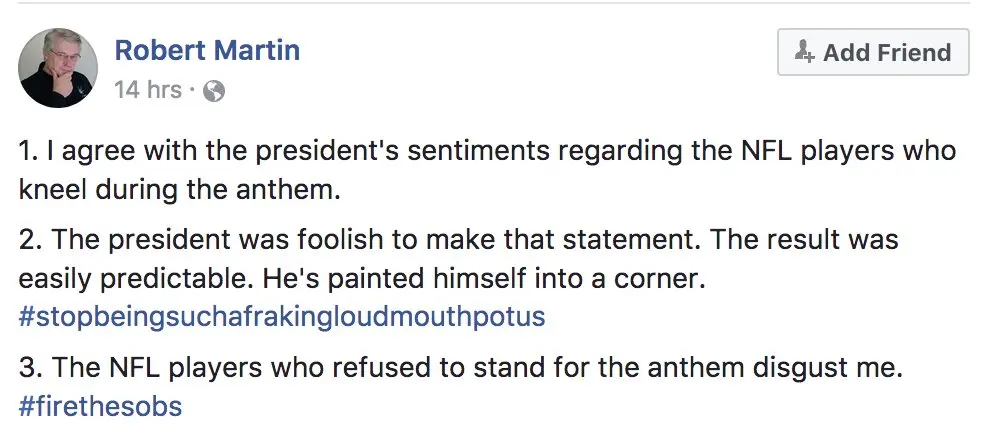 Robert Martin
Add Friend
14 hrs ·
1. I agree with the president's sentiments regarding the NFL players who
kneel during the anthem.
2. The president was foolish to make that statement. The result was
easily predictable. He's painted himself into a corner.
#stopbeingsuchafrakingloudmouthpotus
3. The NFL players who refused to stand for the anthem disgust me.
#firethesobs